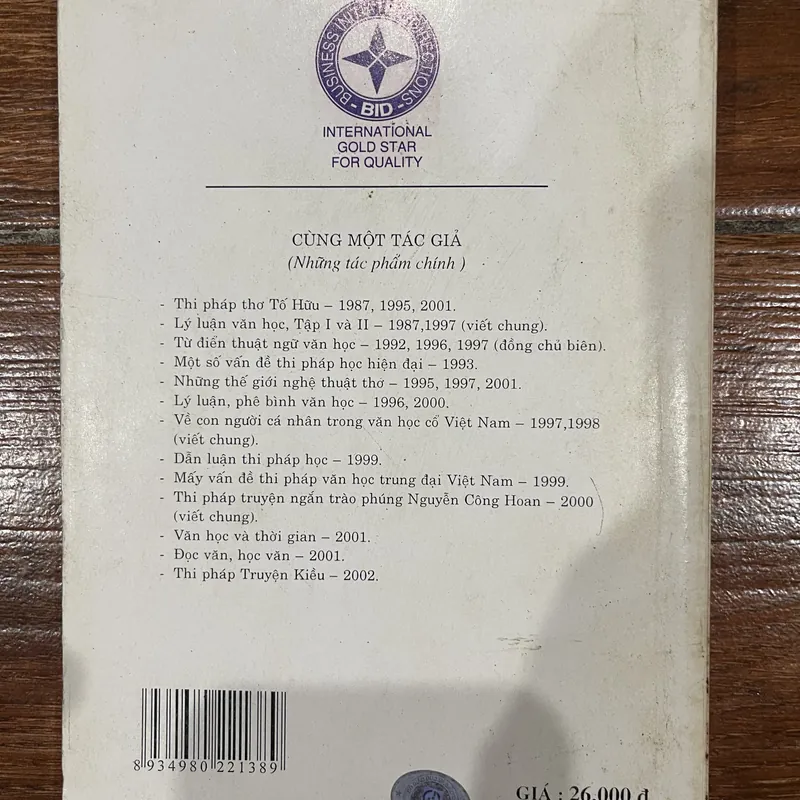 BUSINESS INITIATIVE DIRECTIONS
- BID -
INTERNATIONAL
GOLD STAR
FOR QUALITY
CÙNG MỘT TÁC GIẢ
(Những tác phẩm chính )
- Thi pháp thơ Tố Hữu – 1987, 1995, 2001.
- Lý luận văn học, Tập I và II – 1987,1997 (viết chung).
- Từ điển thuật ngữ văn học – 1992, 1996, 1997 (đồng chủ biên).
- Một số vấn đề thi pháp học hiện đại – 1993.
- Những thế giới nghệ thuật thơ – 1995, 1997, 2001.
- Lý luận, phê bình văn học – 1996, 2000.
- Về con người cá nhân trong văn học cổ Việt Nam – 1997,1998
(viết chung).
- Dẫn luận thi pháp học – 1999.
- Mấy vấn đề thi pháp văn học trung đại Việt Nam – 1999.
- Thi pháp truyện ngắn trào phúng Nguyễn Công Hoan – 2000
(viết chung).
- Văn học và thời gian – 2001.
- Đọc văn, học văn – 2001.
- Thi pháp Truyện Kiều – 2002.
8 934980 221389
GIÁ : 26.000 đ